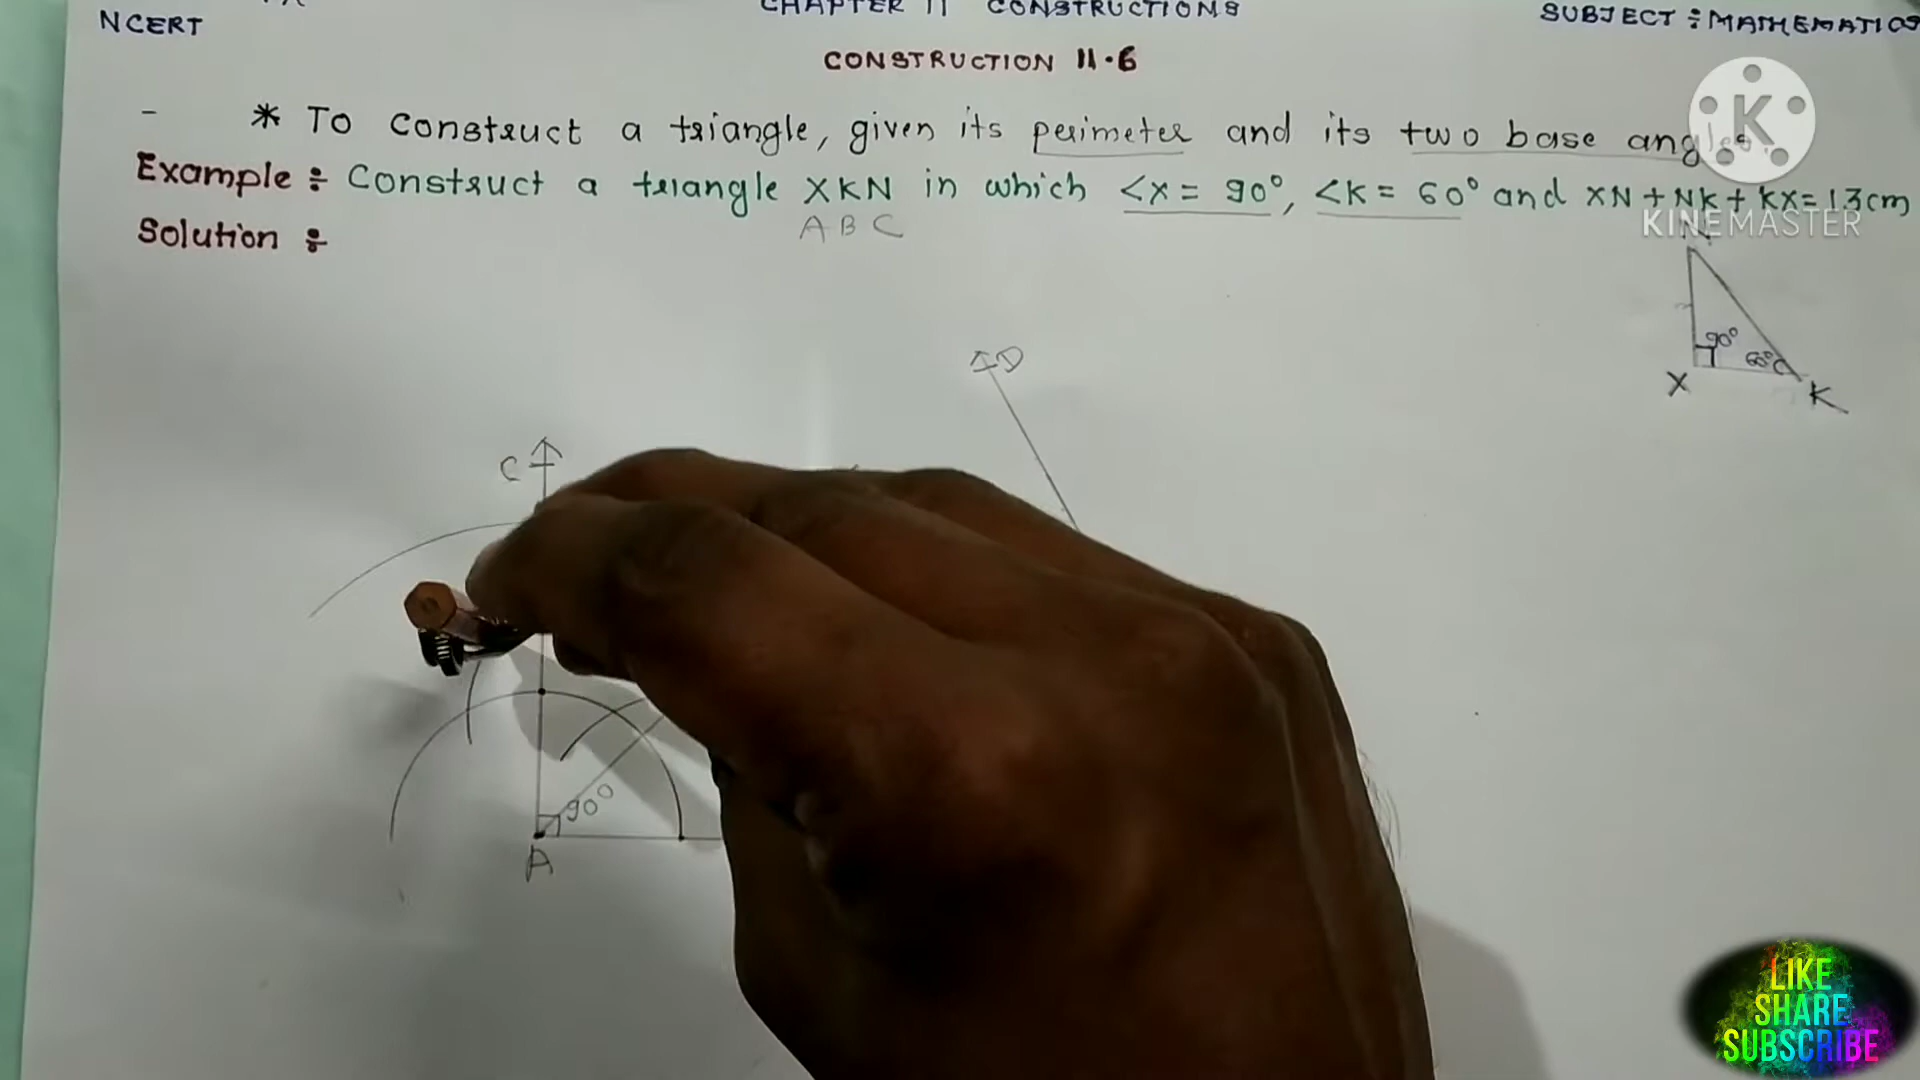 NCERT
CHAPTER 11 CONSTRUCTIONS
SUBJECT ÷ MATHEMATICS
CONSTRUCTION 11.6
* To construct a triangle, given its perimeter and its two base angles.
Example ÷ Construct a triangle XKN in which <X = 90°, <K = 60° and XN + NK + KX = 13cm
A B C
Solution ÷
K
KINEMASTER
N
90°
60°
X
K
D
C
90°
A
LIKE
SHARE
SUBSCRIBE